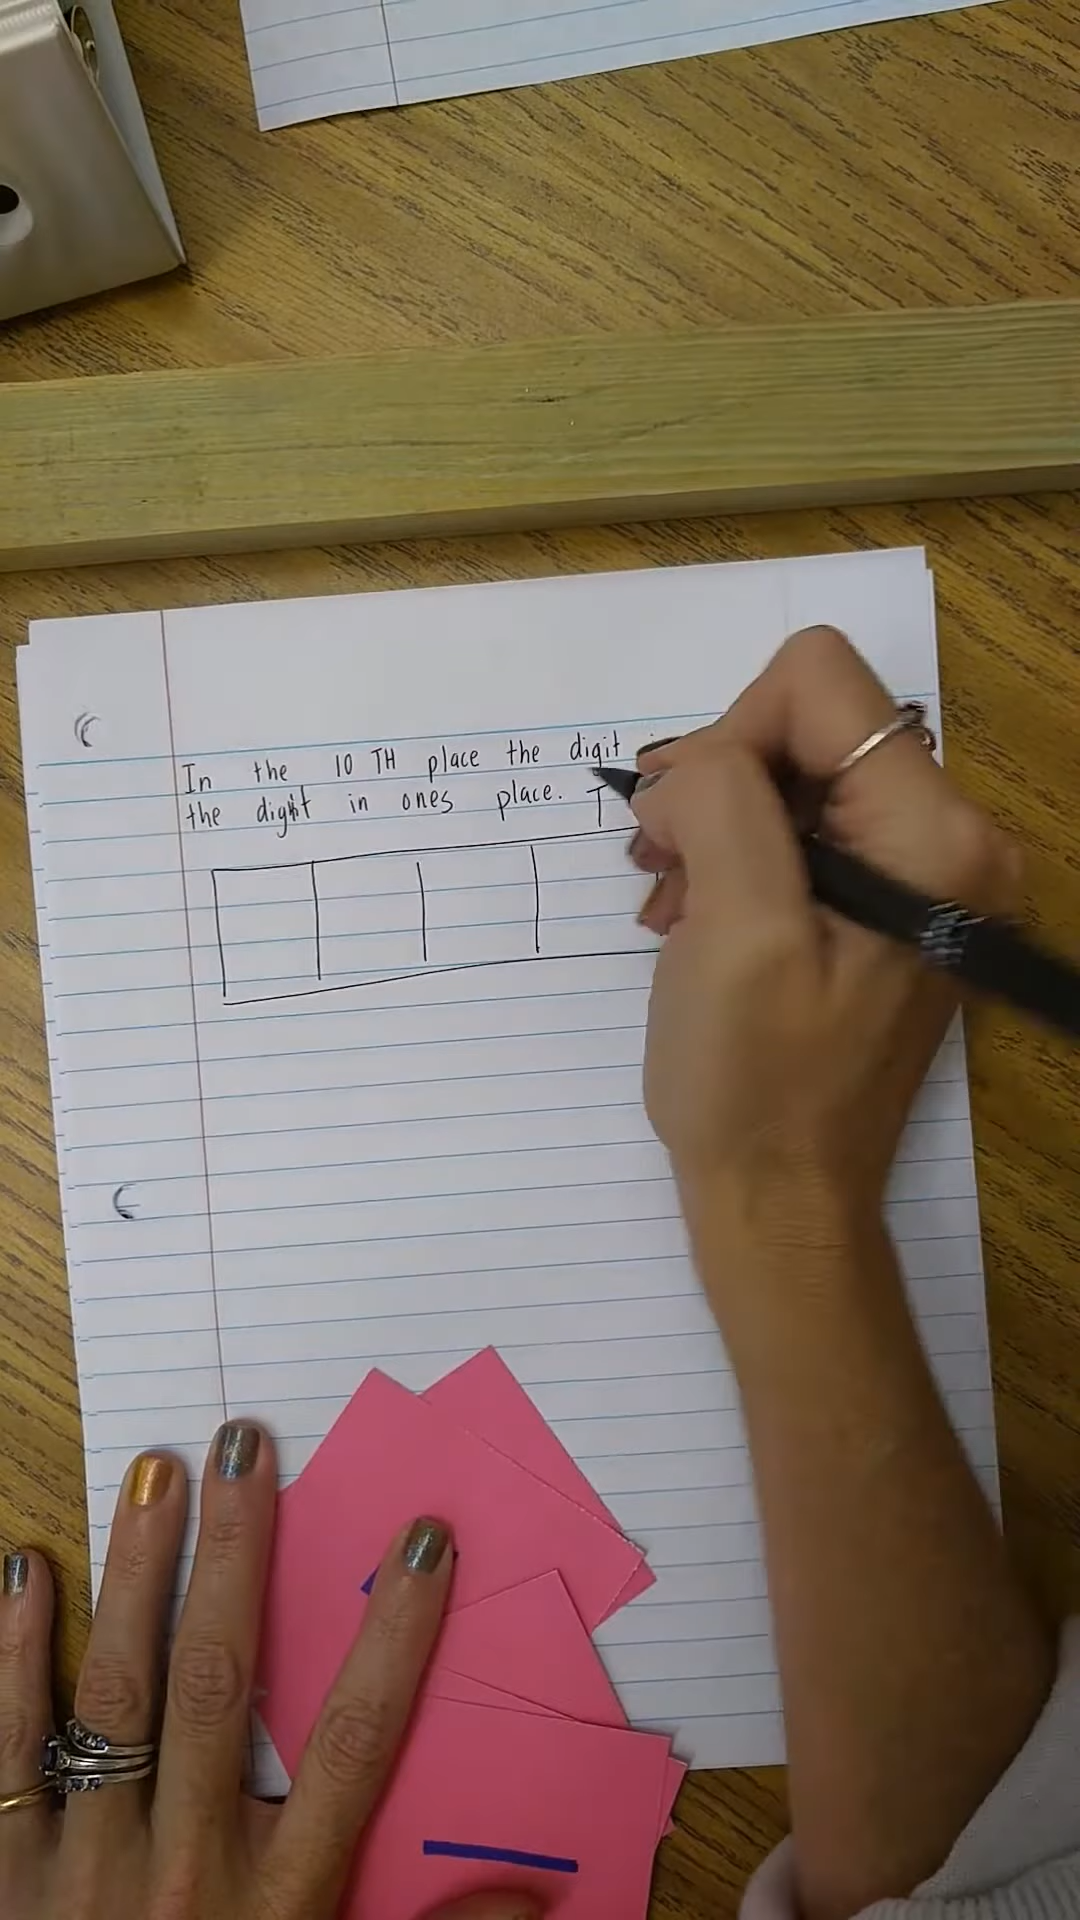 In the 10 TH place the digit
the digit in ones place. T